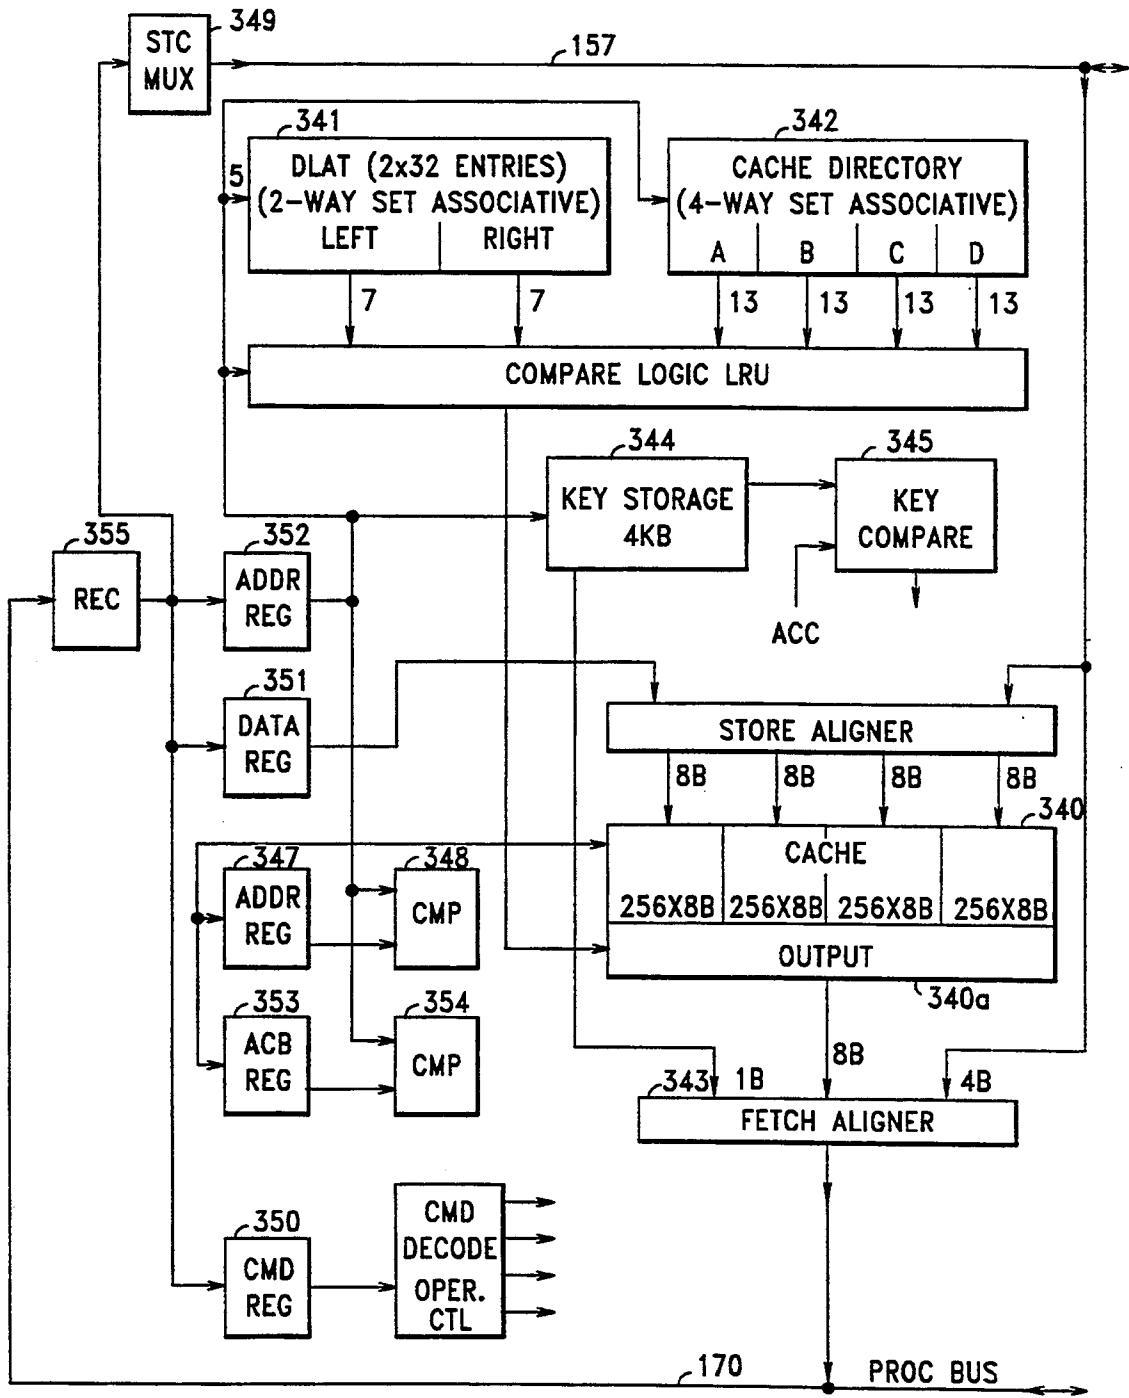 349
STC
MUX
157
341
342
DLAT (2x32 ENTRIES)
(2-WAY SET ASSOCIATIVE)
LEFT
RIGHT
5
CACHE DIRECTORY
(4-WAY SET ASSOCIATIVE)
A
B
C
D
7
7
13
13
13
13
COMPARE LOGIC LRU
344
345
KEY STORAGE
4KB
KEY
COMPARE
ACC
355
REC
352
ADDR
REG
351
DATA
REG
STORE ALIGNER
8B
8B
8B
8B
340
CACHE
256X8B
256X8B
256X8B
256X8B
OUTPUT
340a
347
ADDR
REG
348
CMP
353
ACB
REG
354
CMP
8B
343
1B
4B
FETCH ALIGNER
350
CMD
REG
CMD
DECODE
OPER.
CTL
170
PROC BUS